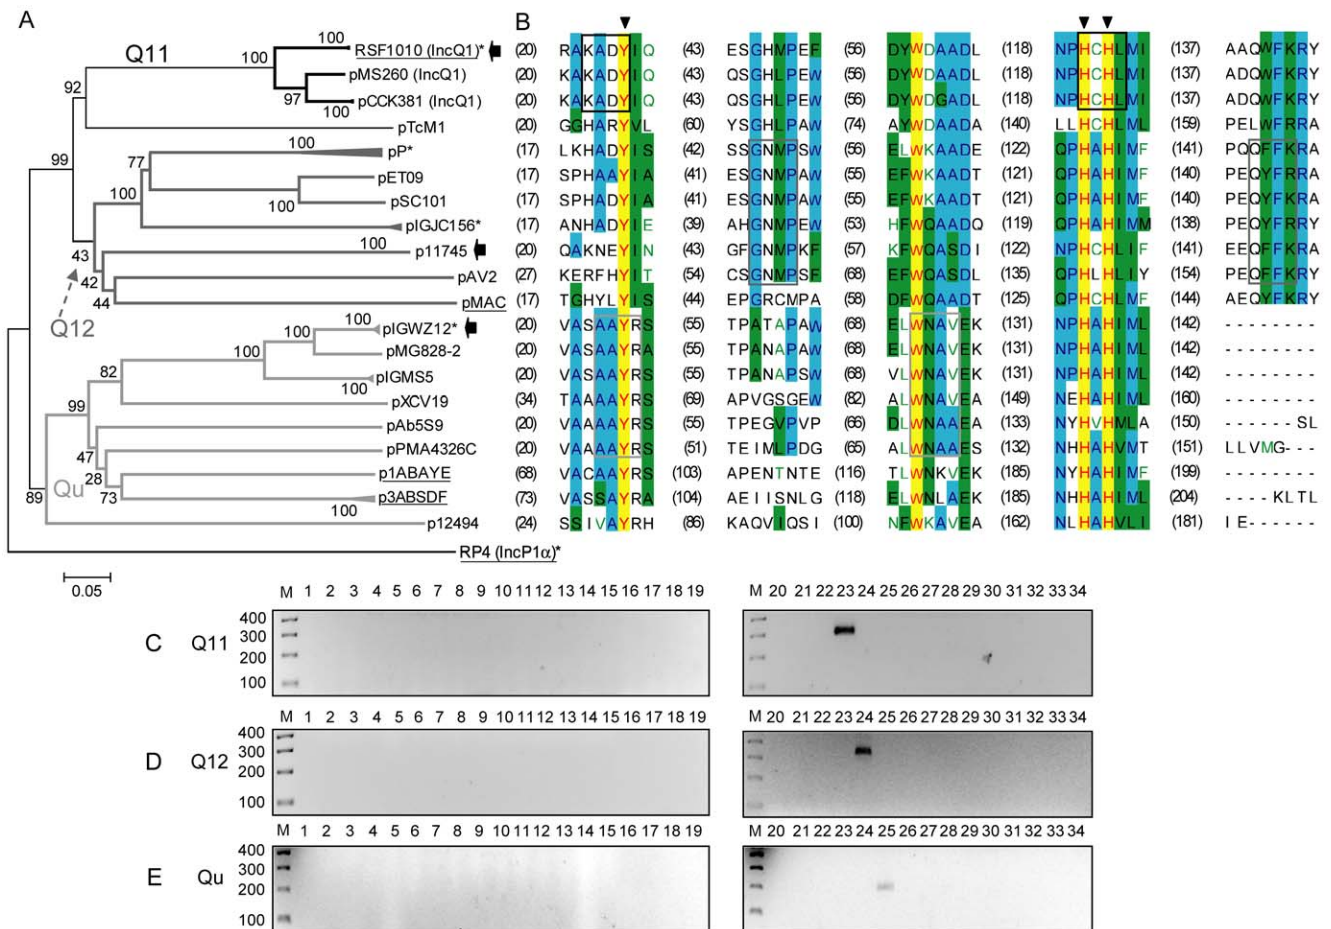 A
B
Q11
100 RSF1010 (IncQ1)* (20) RAKADYIQ (43) ESGHMPEF (56) DYWDAADL (118) NPHCHLMI (137) AAQWFKRY
100 pMS260 (IncQ1) (20) KAKADYIQ (43) QSGHLPEW (56) DYWDAADL (118) NPHCHLMI (137) ADQWFKRY
97 100 pCCK381 (IncQ1) (20) KAKADYIQ (43) QSGHLPEW (56) DYWDGADL (118) NPHCHLMI (137) ADQWFKRY
92 pTcM1 (20) GGHARYVL (60) YSGHLPAW (74) AYWDAADA (140) LLHCHLML (159) PELWFRRA
99 77 100 pP* (17) LKHADYIS (42) SSGNMPSW (56) ELWKAADE (122) QPHAHIMF (141) PQQFFKRA
100 pET09 (17) SPHAAYIA (41) ESGNMPAW (55) EFWKAADT (121) QPHAHIMF (140) PEQYFRRA
100 pSC101 (17) SPHADYIA (41) ESGNMPAW (55) EFWKAADT (121) QPHAHIMF (140) PEQYFRRA
100 pIGJC156* (17) ANHADYIE (39) AHGNMPEW (53) HFWQAADQ (119) QPHAHIMM (138) PEQYFRRA
43 100 p11745 (20) QAKNEYIN (43) GFGNMPKF (57) KFWQASDI (122) NPHCHLIF (141) EEQFFKRA
42 pAV2 (27) KERFHYIT (54) CSGNMPSF (68) EFWQASDL (135) QPHLHLIY (154) PEQFFKRY
44 pMAC (17) TGHYLYIS (44) EPGRCMPA (58) DFWQAADT (125) QPHCHLMF (144) AEQYFKRY
Q12
100 pIGWZ12* (20) VASAAYRS (55) TPATAPAW (68) ELWNAVEK (131) NPHAHIML (142) --------
100 100 pMG828-2 (20) VASAAYRA (55) TPANAPAW (68) ELWNAVEK (131) NPHAHIML (142) --------
82 100 pIGMS5 (20) VASAAYRS (55) TPANAPSW (68) VLWNAVEK (131) NPHAHIML (142) --------
99 pXCV19 (34) TAAAAYRS (74) APVGSGEW (82) ALWNAVEA (149) NEHAHIML (160) --------
pAb5S9 (20) VAAAAYRS (55) TPEGVPVP (66) DLWNAAEA (133) NYHVHMLA (150) ------SL
47 pPMA4326C (20) VASAAYRS (51) TEIMLPDG (65) ALWNAAES (132) NHHAHVMT (151) LLVMG---
28 p1ABAYE (68) VACAAYRS (103) APENTNTE (116) TLWNKVEK (185) NYHAHIMF (199) --------
Qu 73 p3ABSDF (73) VASSAYRA (104) AEIISNLG (118) ELWNLAEK (185) NHHAHIML (204) ----KLTL
89 100
p12494 (24) SSIVAYRH (86) KAQVIQSI (100) NFWKAVEA (162) NLHAHVLI (181) IE------
RP4 (IncP1α)*
0.05
M 1 2 3 4 5 6 7 8 9 10 11 12 13 14 15 16 17 18 19 M 20 21 22 23 24 25 26 27 28 29 30 31 32 33 34
C Q11 400 300 200 100
M 1 2 3 4 5 6 7 8 9 10 11 12 13 14 15 16 17 18 19 M 20 21 22 23 24 25 26 27 28 29 30 31 32 33 34
D Q12 400 300 200 100
M 1 2 3 4 5 6 7 8 9 10 11 12 13 14 15 16 17 18 19 M 20 21 22 23 24 25 26 27 28 29 30 31 32 33 34
E Qu 400 300 200 100